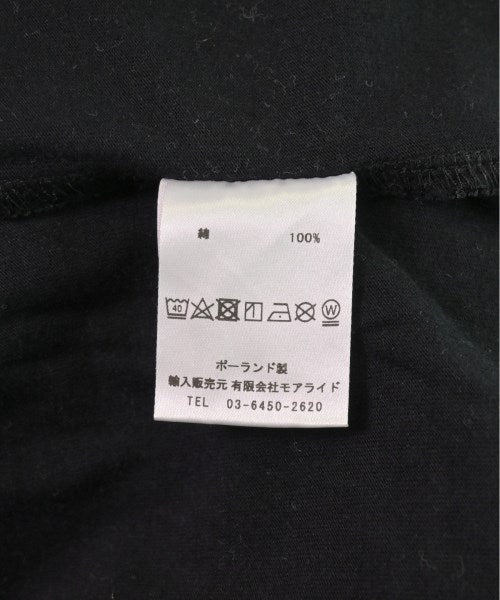 綿 100%
40 W
ポーランド製
輸入販売元 有限会社モアライド
TEL 03-6450-2620